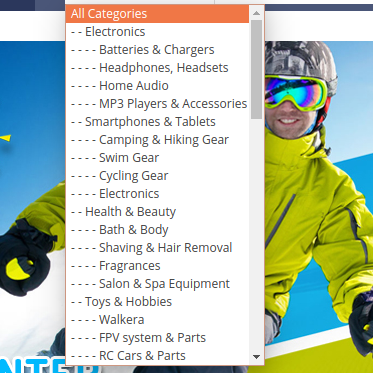 All Categories
- - Electronics
- - - - Batteries & Chargers
- - - - Headphones, Headsets
- - - - Home Audio
- - - - MP3 Players & Accessories
- - Smartphones & Tablets
- - - - Camping & Hiking Gear
- - - - Swim Gear
- - - - Cycling Gear
- - - - Electronics
- - Health & Beauty
- - - - Bath & Body
- - - - Shaving & Hair Removal
- - - - Fragrances
- - - - Salon & Spa Equipment
- - Toys & Hobbies
- - - - Walkera
- - - - FPV system & Parts
- - - - RC Cars & Parts